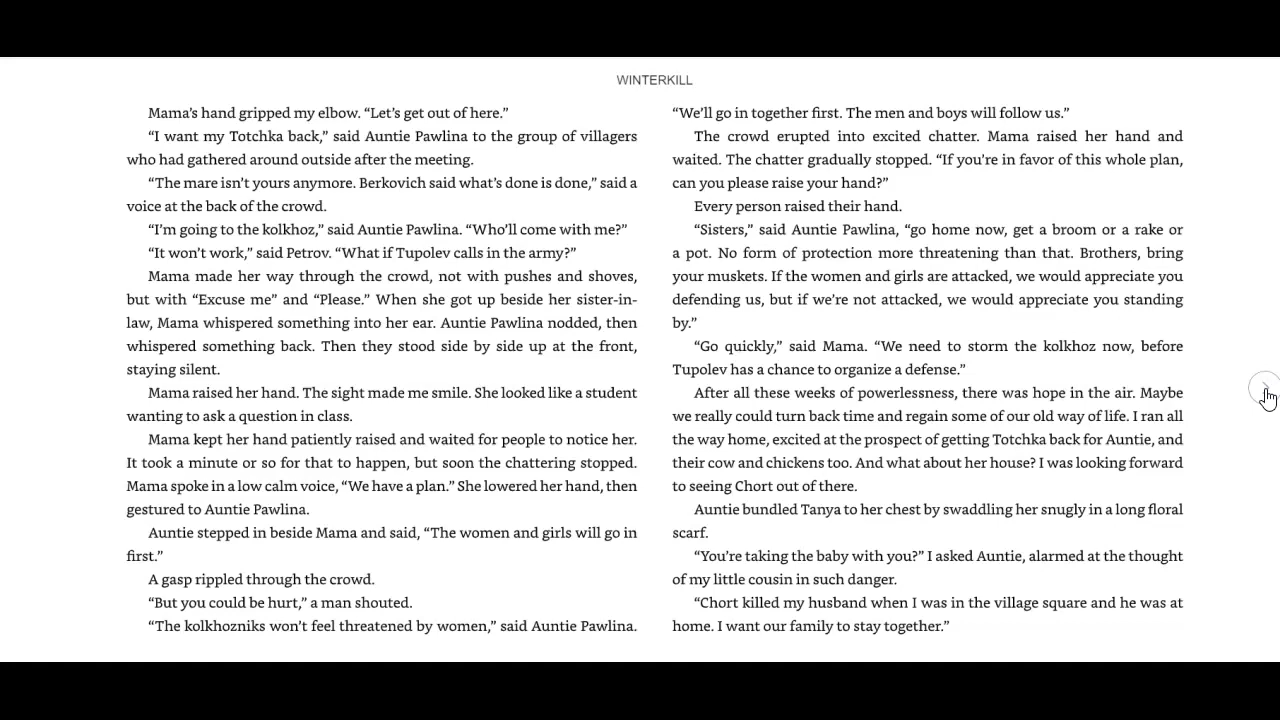 WINTERKILL
Mama’s hand gripped my elbow. “Let’s get out of here.”
“I want my Totchka back,” said Auntie Pawlina to the group of villagers
who had gathered around outside after the meeting.
“The mare isn’t yours anymore. Berkovich said what’s done is done,” said a
voice at the back of the crowd.
“I’m going to the kolkhoz,” said Auntie Pawlina. “Who’ll come with me?”
“It won’t work,” said Petrov. “What if Tupolev calls in the army?”
Mama made her way through the crowd, not with pushes and shoves,
but with “Excuse me” and “Please.” When she got up beside her sister-in-
law, Mama whispered something into her ear. Auntie Pawlina nodded, then
whispered something back. Then they stood side by side up at the front,
staying silent.
Mama raised her hand. The sight made me smile. She looked like a student
wanting to ask a question in class.
Mama kept her hand patiently raised and waited for people to notice her.
It took a minute or so for that to happen, but soon the chattering stopped.
Mama spoke in a low calm voice, “We have a plan.” She lowered her hand, then
gestured to Auntie Pawlina.
Auntie stepped in beside Mama and said, “The women and girls will go in
first.”
A gasp rippled through the crowd.
“But you could be hurt,” a man shouted.
“The kolkhozniks won’t feel threatened by women,” said Auntie Pawlina.
“We’ll go in together first. The men and boys will follow us.”
The crowd erupted into excited chatter. Mama raised her hand and
waited. The chatter gradually stopped. “If you’re in favor of this whole plan,
can you please raise your hand?”
Every person raised their hand.
“Sisters,” said Auntie Pawlina, “go home now, get a broom or a rake or
a pot. No form of protection more threatening than that. Brothers, bring
your muskets. If the women and girls are attacked, we would appreciate you
defending us, but if we’re not attacked, we would appreciate you standing
by.”
“Go quickly,” said Mama. “We need to storm the kolkhoz now, before
Tupolev has a chance to organize a defense.”
After all these weeks of powerlessness, there was hope in the air. Maybe
we really could turn back time and regain some of our old way of life. I ran all
the way home, excited at the prospect of getting Totchka back for Auntie, and
their cow and chickens too. And what about her house? I was looking forward
to seeing Chort out of there.
Auntie bundled Tanya to her chest by swaddling her snugly in a long floral
scarf.
“You’re taking the baby with you?” I asked Auntie, alarmed at the thought
of my little cousin in such danger.
“Chort killed my husband when I was in the village square and he was at
home. I want our family to stay together.”